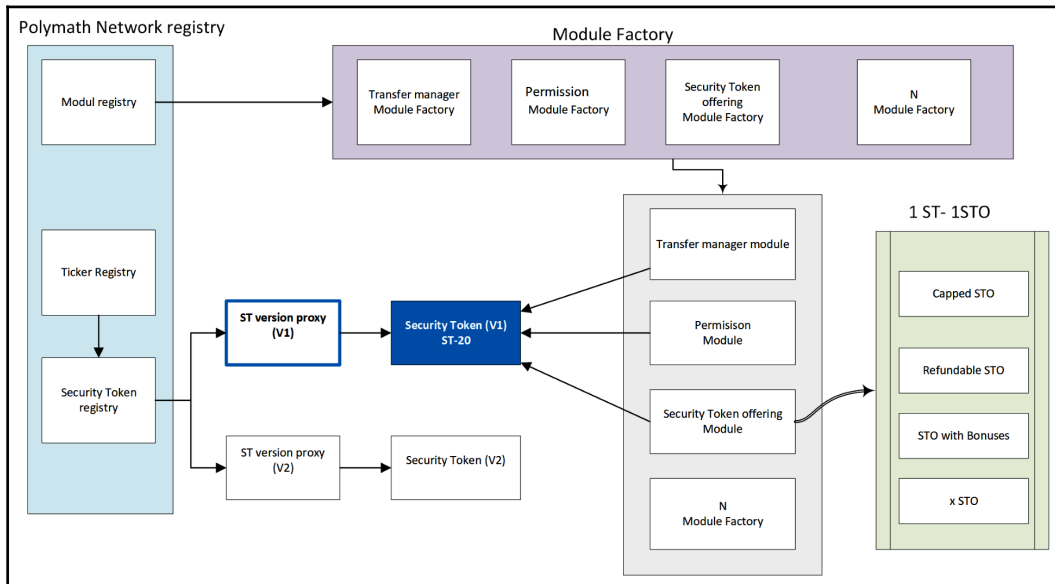 Polymath Network registry
Module Factory
Modul registry
Transfer manager
Module Factory
Permission
Module Factory
Security Token
offering
Module Factory
N
Module Factory
Ticker Registry
Security Token
registry
ST version proxy
(V1)
Security Token (V1)
ST-20
ST version proxy
(V2)
Security Token (V2)
Transfer manager module
Permisison
Module
Security Token offering
Module
N
Module Factory
1 ST- 1STO
Capped STO
Refundable STO
STO with Bonuses
x STO